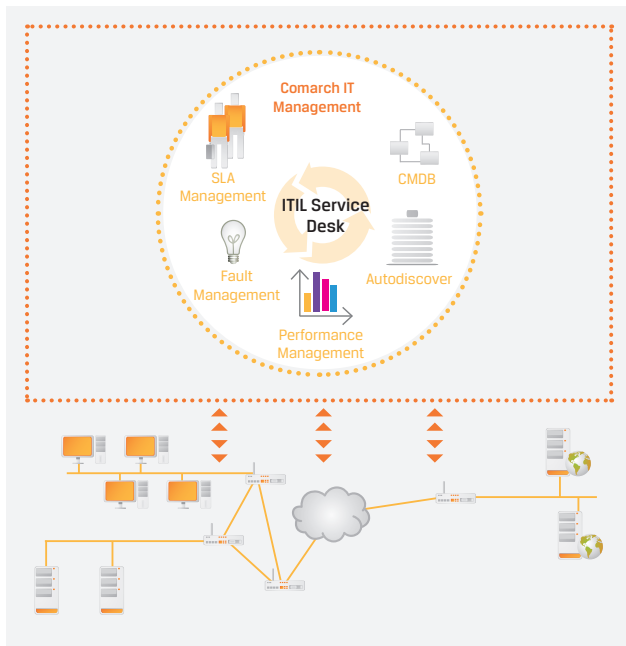 Comarch IT
Management
SLA
Management
CMDB
ITIL Service
Desk
Fault
Management
Autodiscover
Performance
Management